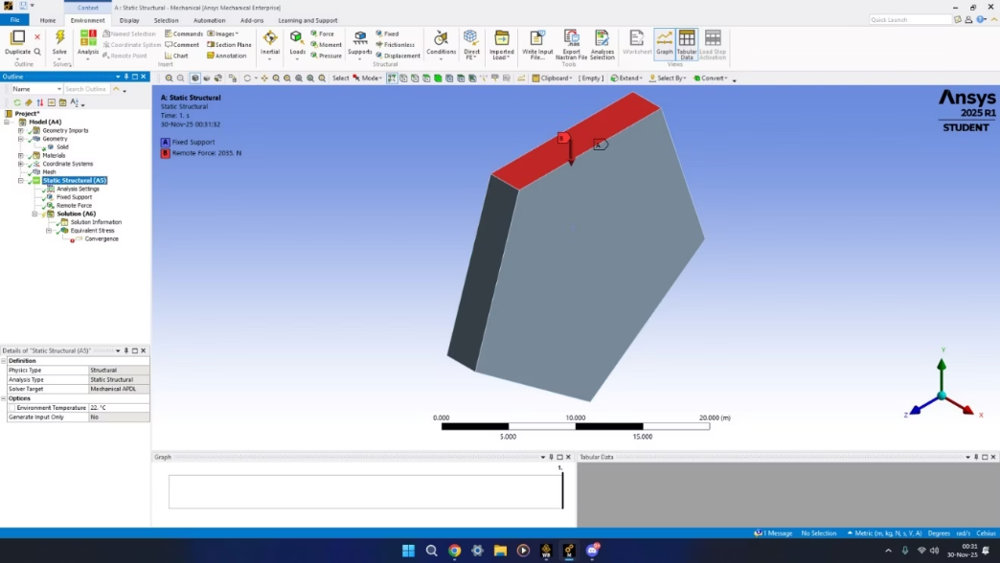 Context
A : Static Structural - Mechanical [Ansys Mechanical Enterprise]
File
Home
Environment
Display
Selection
Automation
Add-ons
Learning and Support
Quick Launch
Duplicate
Outline
Solve
Solver
Analysis
Named Selection
Coordinate System
Remote Point
Commands
Comment
Chart
Images
Section Plane
Annotation
Insert
Inertial
Loads
Force
Moment
Pressure
Supports
Fixed
Frictionless
Displacement
Structural
Conditions
Direct FE
Imported Load
Write Input File...
Export Nastran File
Analyses Selection
Tools
Worksheet
Graph
Tabular Data
Load Step Animation
Views
Outline
Name
Search Outline
Select
Mode
Clipboard
[ Empty ]
Extend
Select By
Convert
Project*
Model (A4)
Geometry Imports
Geometry
Solid
Materials
Coordinate Systems
Mesh
Static Structural (A5)
Analysis Settings
Fixed Support
Remote Force
Solution (A6)
Solution Information
Equivalent Stress
Convergence
A: Static Structural
Static Structural
Time: 1. s
30-Nov-25 00:31:32
A Fixed Support
B Remote Force: 2035. N
B
A
Ansys
2025 R1
STUDENT
Y
Z
X
0.000
10.000
20.000 (m)
5.000
15.000
Details of "Static Structural (A5)"
Definition
Physics Type Structural
Analysis Type Static Structural
Solver Target Mechanical APDL
Options
Environment Temperature 22. °C
Generate Input Only No
Graph
1.
Tabular Data
1 Message
No Selection
Metric (m, kg, N, s, V, A)
Degrees
rad/s
Celsius
00:31
30-Nov-25